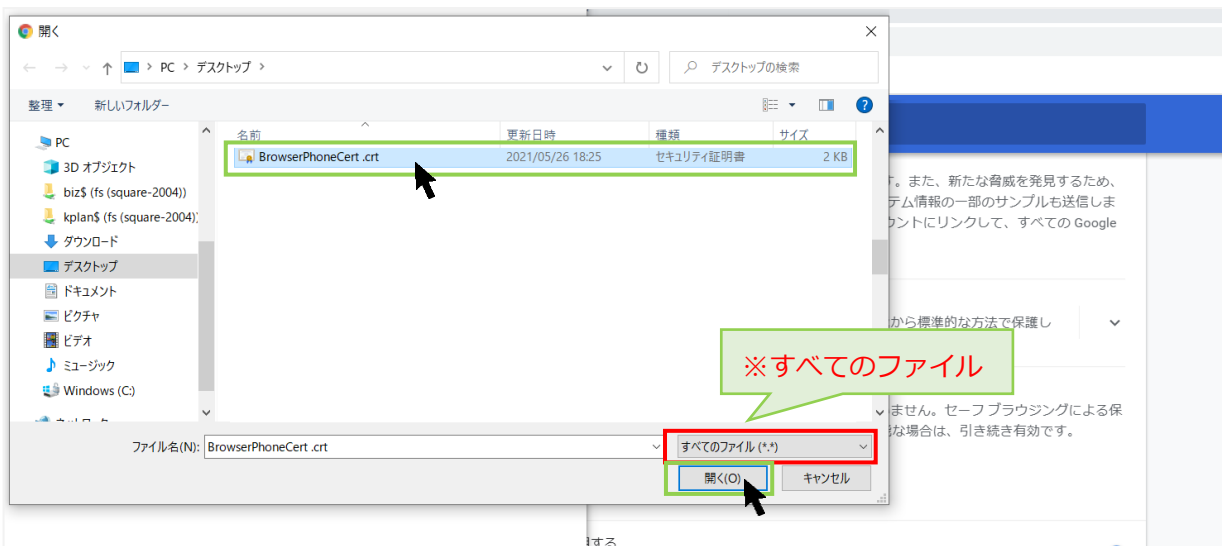 開く
PC > デスクトップ >
デスクトップの検索
整理
新しいフォルダー
名前
更新日時
種類
サイズ
BrowserPhoneCert .crt
2021/05/26 18:25
セキュリティ証明書
2 KB
PC
3D オブジェクト
biz$ (fs (square-2004))
kplan$ (fs (square-2004))
ダウンロード
デスクトップ
ドキュメント
ピクチャ
ビデオ
ミュージック
Windows (C:)
す。また、新たな脅威を発見するため、
テム情報の一部のサンプルも送信しま
ウントにリンクして、すべての Google
から標準的な方法で保護し
※すべてのファイル
ません。セーフ ブラウジングによる保
な場合は、引き続き有効です。
ファイル名(N):
BrowserPhoneCert .crt
すべてのファイル (*.*)
開く(O)
キャンセル
する